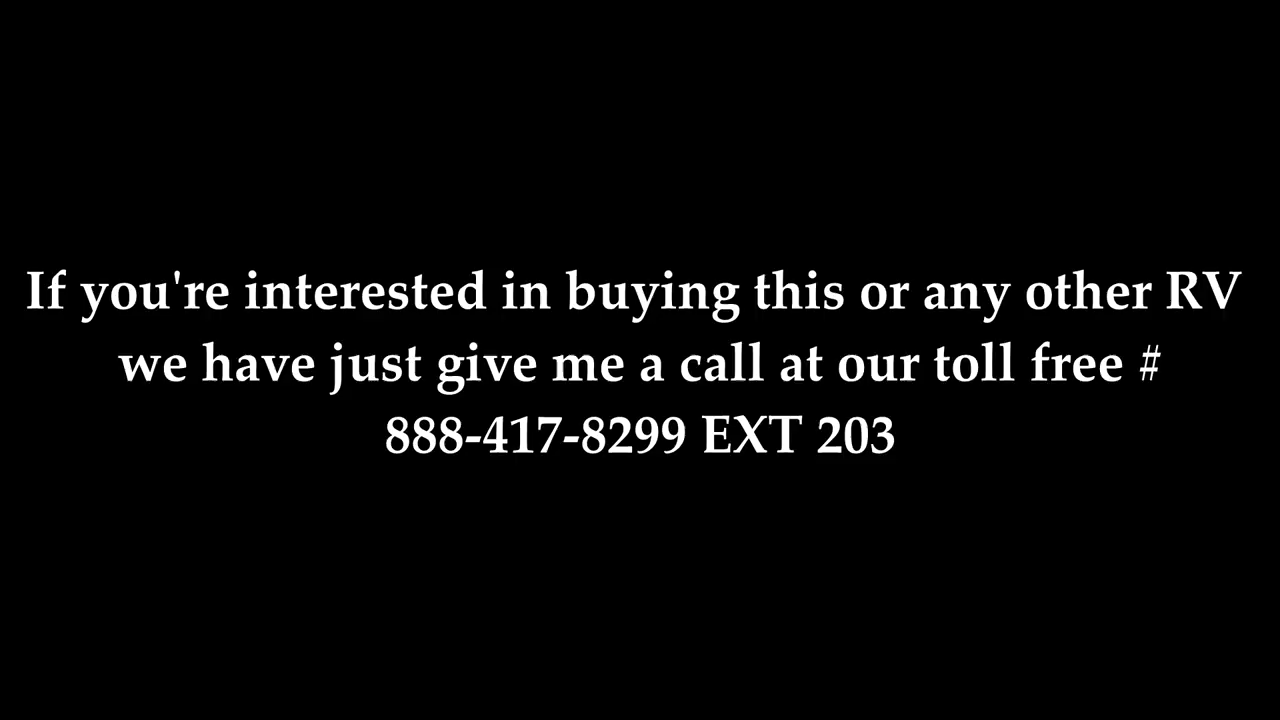 If you're interested in buying this or any other RV
we have just give me a call at our toll free #
888-417-8299 EXT 203